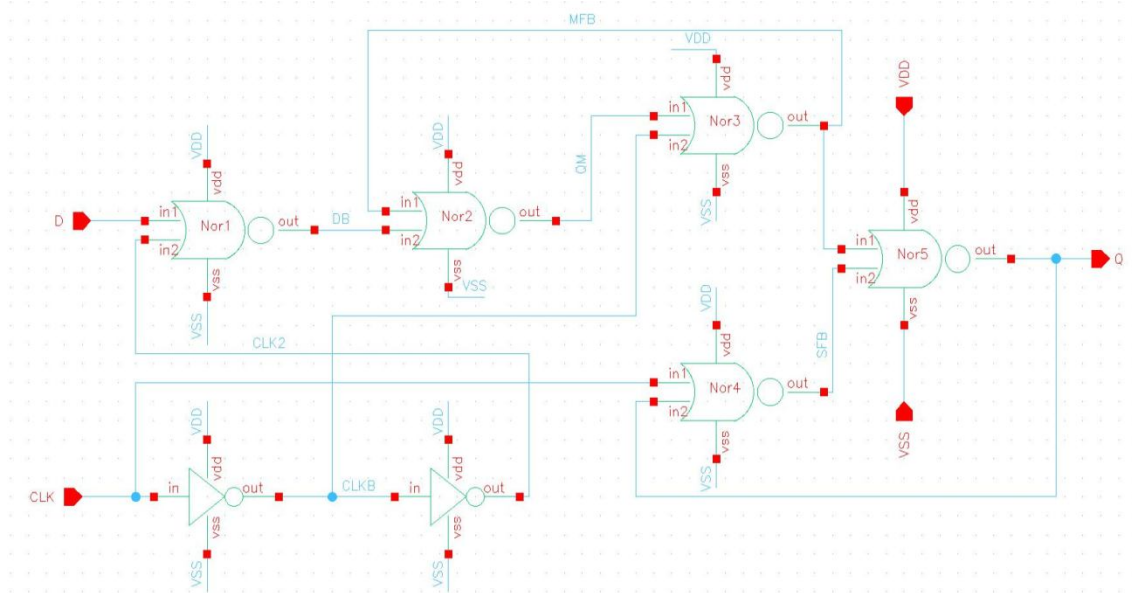 MFB
VDD
vdd
in1
Nor3
out
in2
vss
VSS
VDD
vdd
in1
Nor2
out
in2
vss
VSS
QM
VDD
vdd
D
in1
Nor1
out
in2
vss
VSS
DB
VDD
vdd
in1
Nor5
out
in2
vss
VSS
Q
CLK2
VDD
vdd
in1
Nor4
out
in2
vss
VSS
SFB
CLK
VDD
vdd
in
out
vss
VSS
CLKB
VDD
vdd
in
out
vss
VSS